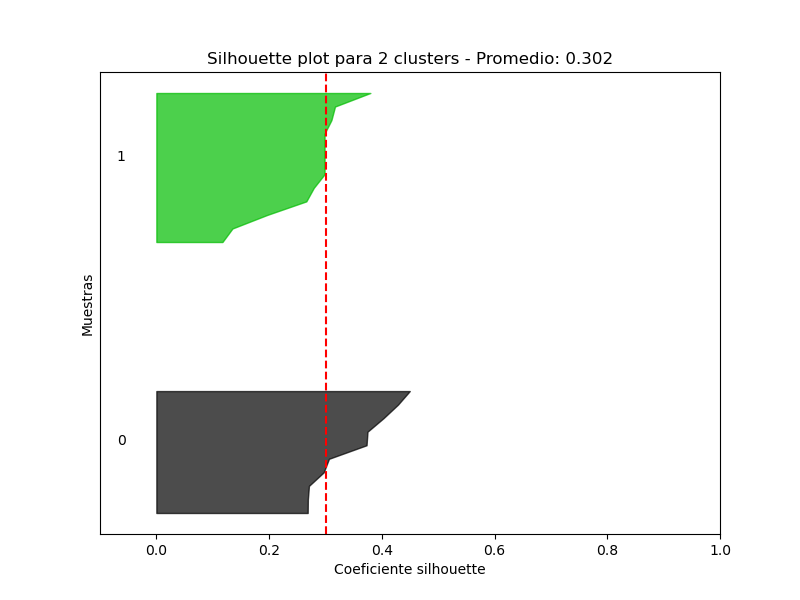 Silhouette plot para 2 clusters - Promedio: 0.302
1
0
Muestras
0.0 0.2 0.4 0.6 0.8 1.0
Coeficiente silhouette